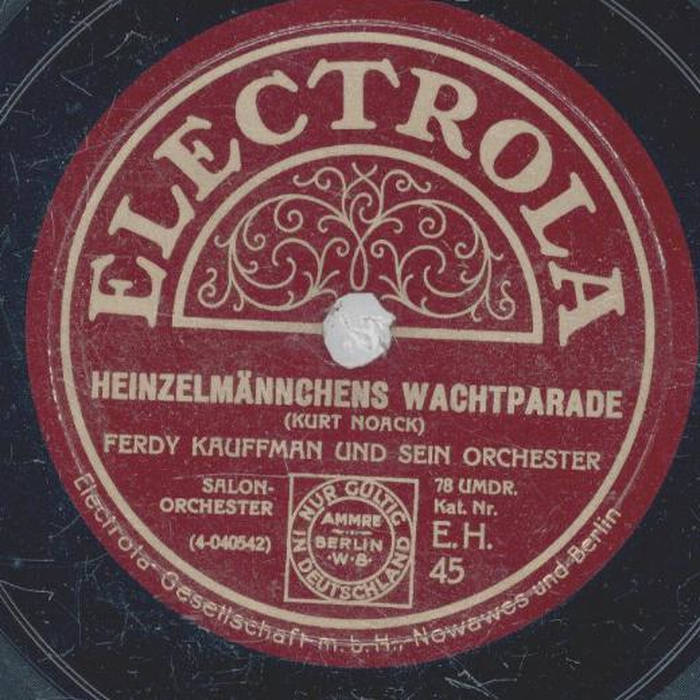 ELECTROLA
HEINZELMÄNNCHENS WACHTPARADE
(KURT NOACK)
FERDY KAUFFMAN UND SEIN ORCHESTER
SALON-
ORCHESTER
(4-040542)
NUR GÜLTIG
IN DEUTSCHLAND
AMMRE
BERLIN
·W·8·
78 UMDR.
Kat. Nr.
E.H.
45
Electrola Gesellschaft m. b. H., Nowawes und Berlin